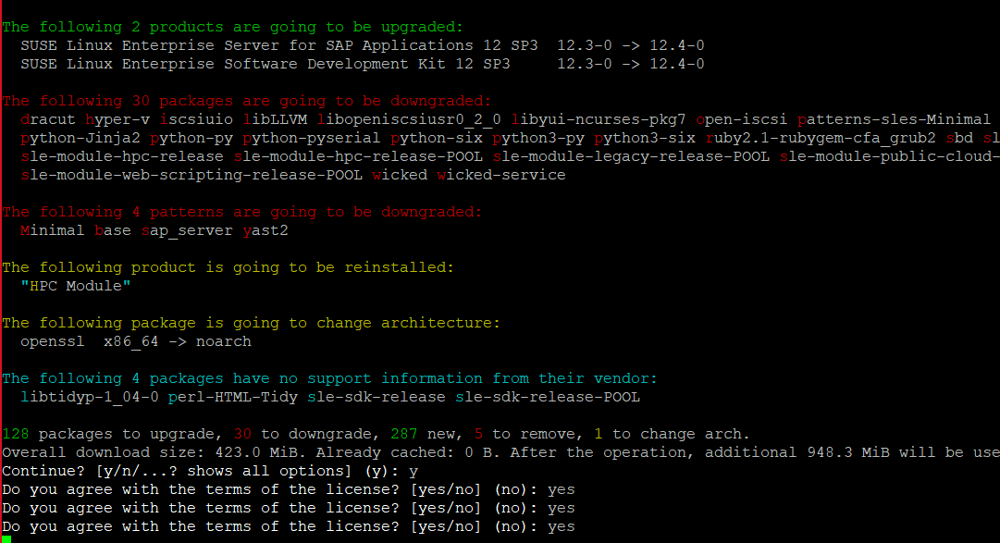 The following 2 products are going to be upgraded:
  SUSE Linux Enterprise Server for SAP Applications 12 SP3  12.3-0 -> 12.4-0
  SUSE Linux Enterprise Software Development Kit 12 SP3     12.3-0 -> 12.4-0
The following 30 packages are going to be downgraded:
  dracut hyper-v iscsiuio libLLVM libopeniscsiusr0_2_0 libyui-ncurses-pkg7 open-iscsi patterns-sles-Minimal
  python-Jinja2 python-py python-pyserial python-six python3-py python3-six ruby2.1-rubygem-cfa_grub2 sbd sl
  sle-module-hpc-release sle-module-hpc-release-POOL sle-module-legacy-release-POOL sle-module-public-cloud-
  sle-module-web-scripting-release-POOL wicked wicked-service
The following 4 patterns are going to be downgraded:
  Minimal base sap_server yast2
The following product is going to be reinstalled:
  "HPC Module"
The following package is going to change architecture:
  openssl  x86_64 -> noarch
The following 4 packages have no support information from their vendor:
  libtidyp-1_04-0 perl-HTML-Tidy sle-sdk-release sle-sdk-release-POOL
128 packages to upgrade, 30 to downgrade, 287 new, 5 to remove, 1 to change arch.
Overall download size: 423.0 MiB. Already cached: 0 B. After the operation, additional 948.3 MiB will be use
Continue? [y/n/...? shows all options] (y): y
Do you agree with the terms of the license? [yes/no] (no): yes
Do you agree with the terms of the license? [yes/no] (no): yes
Do you agree with the terms of the license? [yes/no] (no): yes